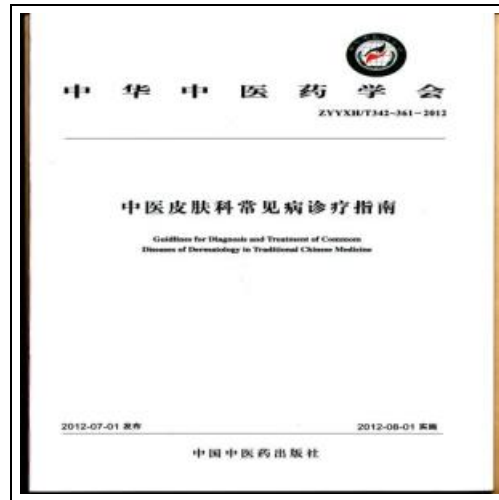 中华中医药学会
ZYYXH/T342~361-2012
中医皮肤科常见病诊疗指南
Guidlines for Diagnosis and Treatment of Commom
Diseases of Dermatology in Traditional Chinese Medicine
2012-07-01 发布
2012-08-01 实施
中国中医药出版社